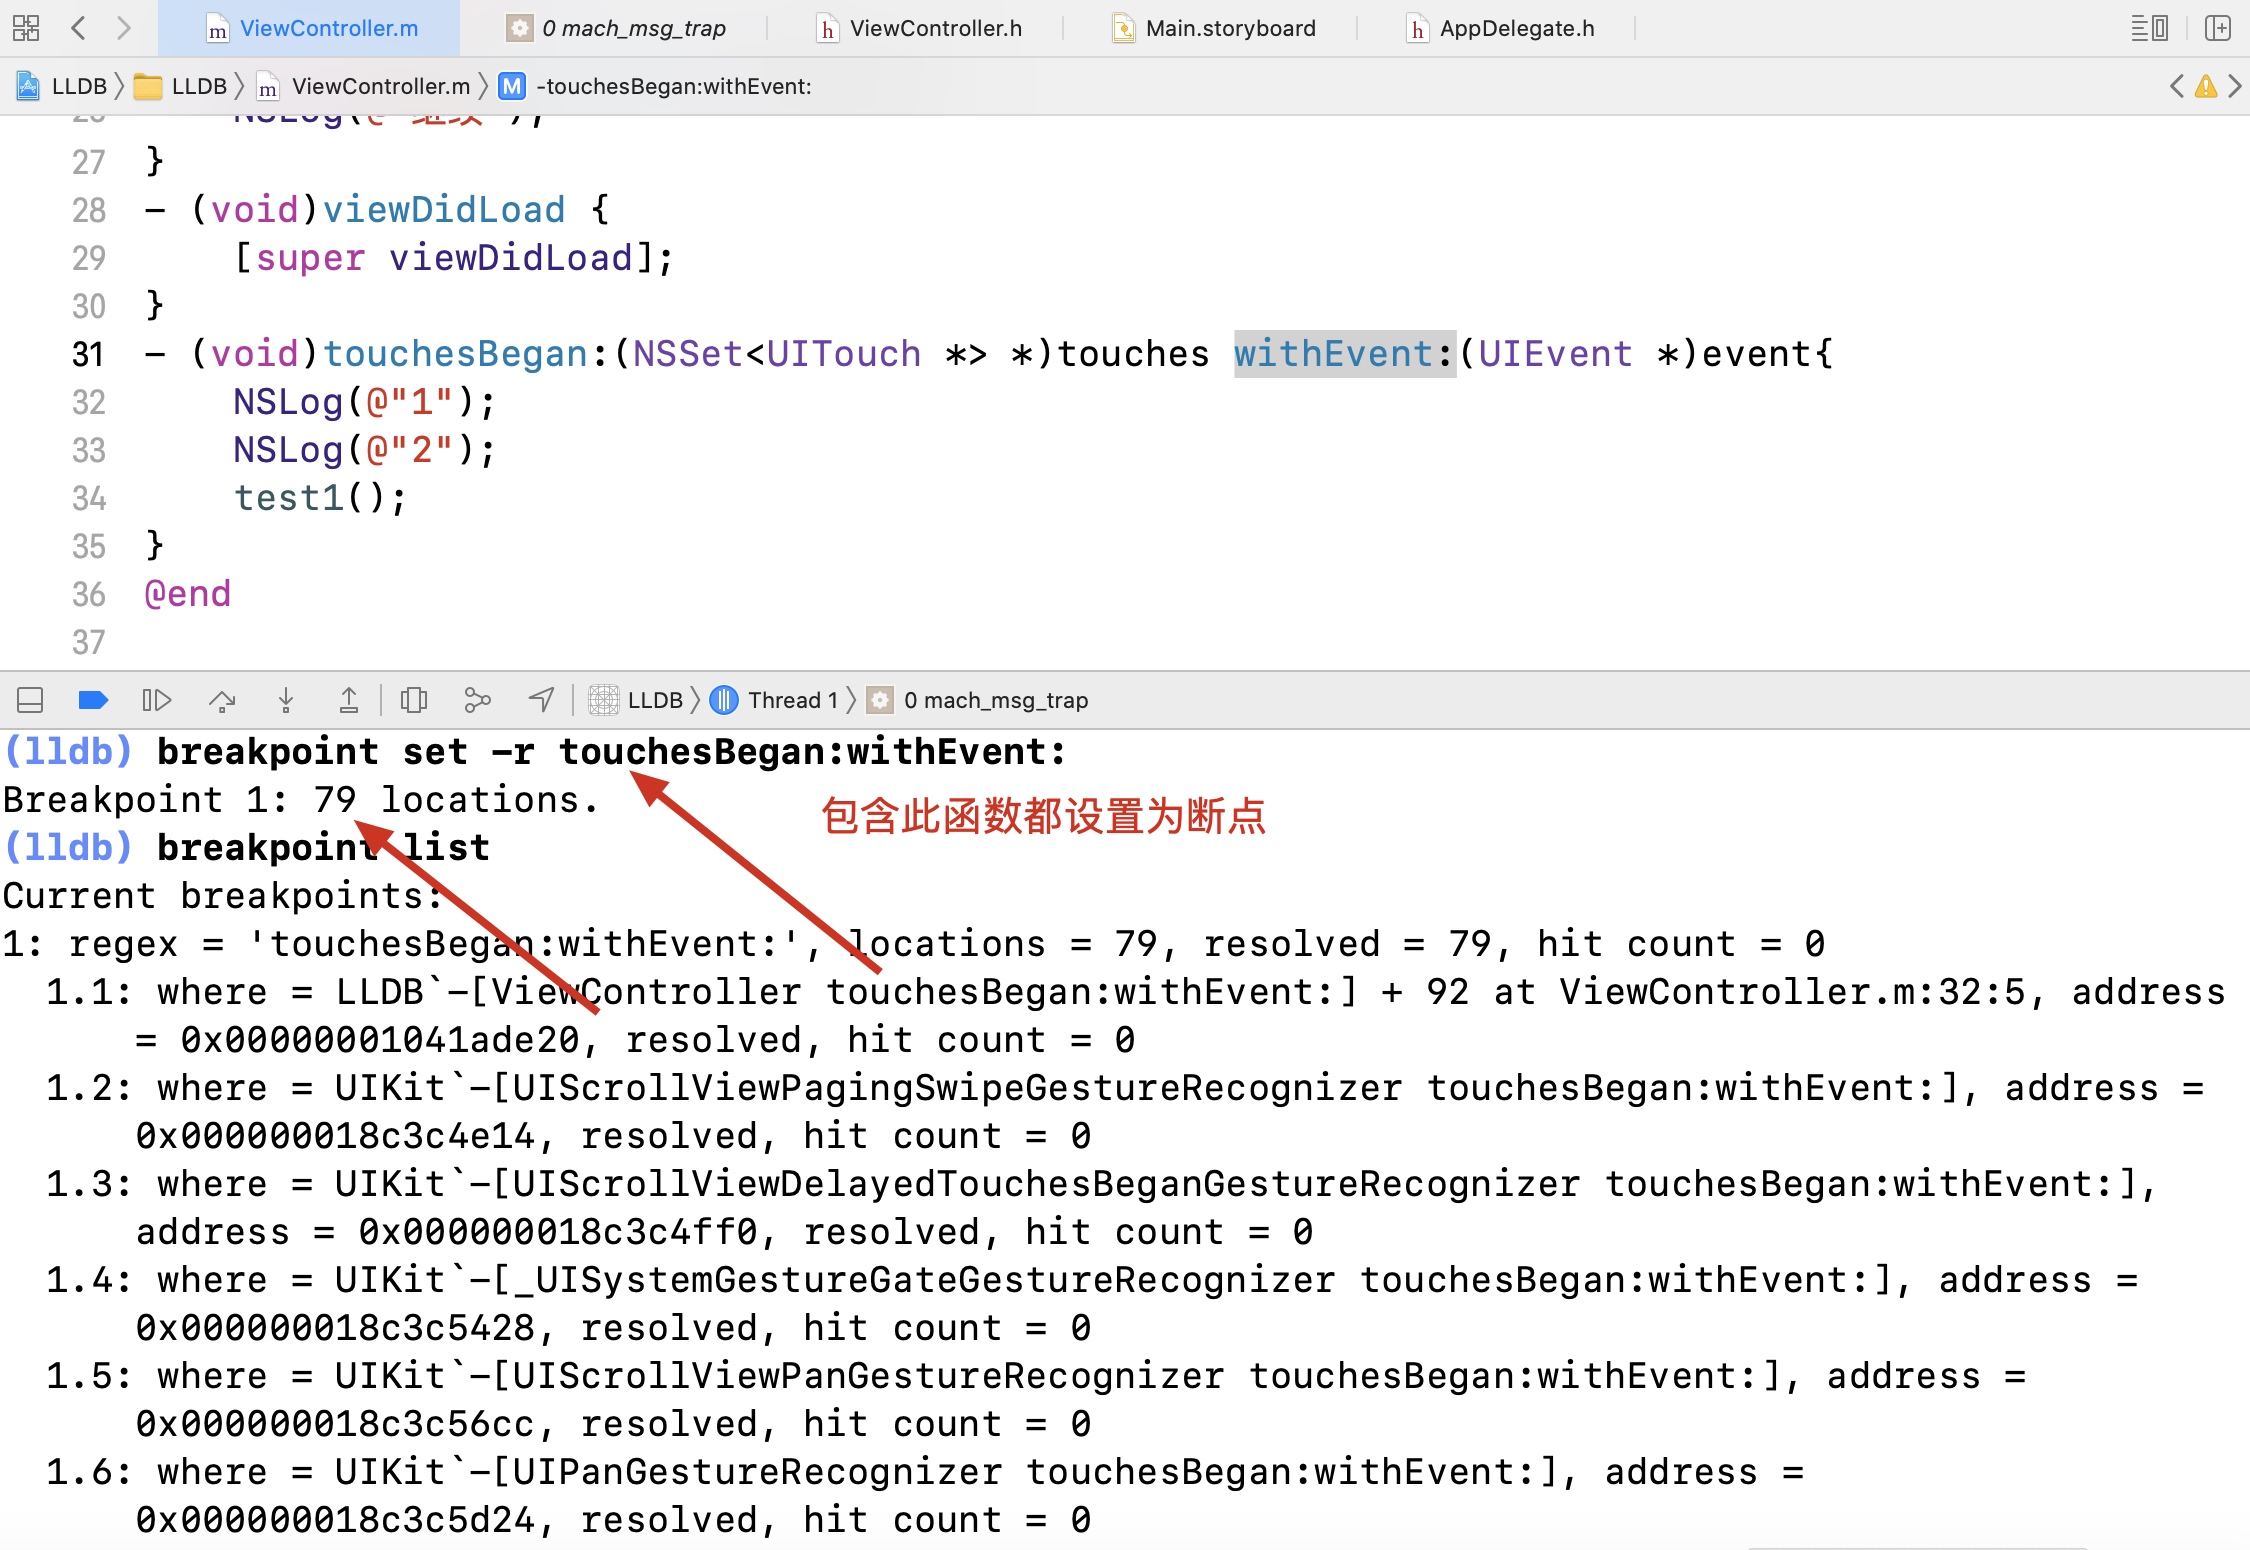 ViewController.m 0 mach_msg_trap ViewController.h Main.storyboard AppDelegate.h
LLDB LLDB ViewController.m M -touchesBegan:withEvent:
27 }
28 - (void)viewDidLoad {
29 [super viewDidLoad];
30 }
31 - (void)touchesBegan:(NSSet<UITouch *> *)touches withEvent:(UIEvent *)event{
32 NSLog(@"1");
33 NSLog(@"2");
34 test1();
35 }
36 @end
37
LLDB Thread 1 0 mach_msg_trap
(lldb) breakpoint set -r touchesBegan:withEvent:
Breakpoint 1: 79 locations.
包含此函数都设置为断点
(lldb) breakpoint list
Current breakpoints:
1: regex = 'touchesBegan:withEvent:', locations = 79, resolved = 79, hit count = 0
1.1: where = LLDB`-[ViewController touchesBegan:withEvent:] + 92 at ViewController.m:32:5, address
= 0x00000001041ade20, resolved, hit count = 0
1.2: where = UIKit`-[UIScrollViewPagingSwipeGestureRecognizer touchesBegan:withEvent:], address =
0x000000018c3c4e14, resolved, hit count = 0
1.3: where = UIKit`-[UIScrollViewDelayedTouchesBeganGestureRecognizer touchesBegan:withEvent:],
address = 0x000000018c3c4ff0, resolved, hit count = 0
1.4: where = UIKit`-[_UISystemGestureGateGestureRecognizer touchesBegan:withEvent:], address =
0x000000018c3c5428, resolved, hit count = 0
1.5: where = UIKit`-[UIScrollViewPanGestureRecognizer touchesBegan:withEvent:], address =
0x000000018c3c56cc, resolved, hit count = 0
1.6: where = UIKit`-[UIPanGestureRecognizer touchesBegan:withEvent:], address =
0x000000018c3c5d24, resolved, hit count = 0